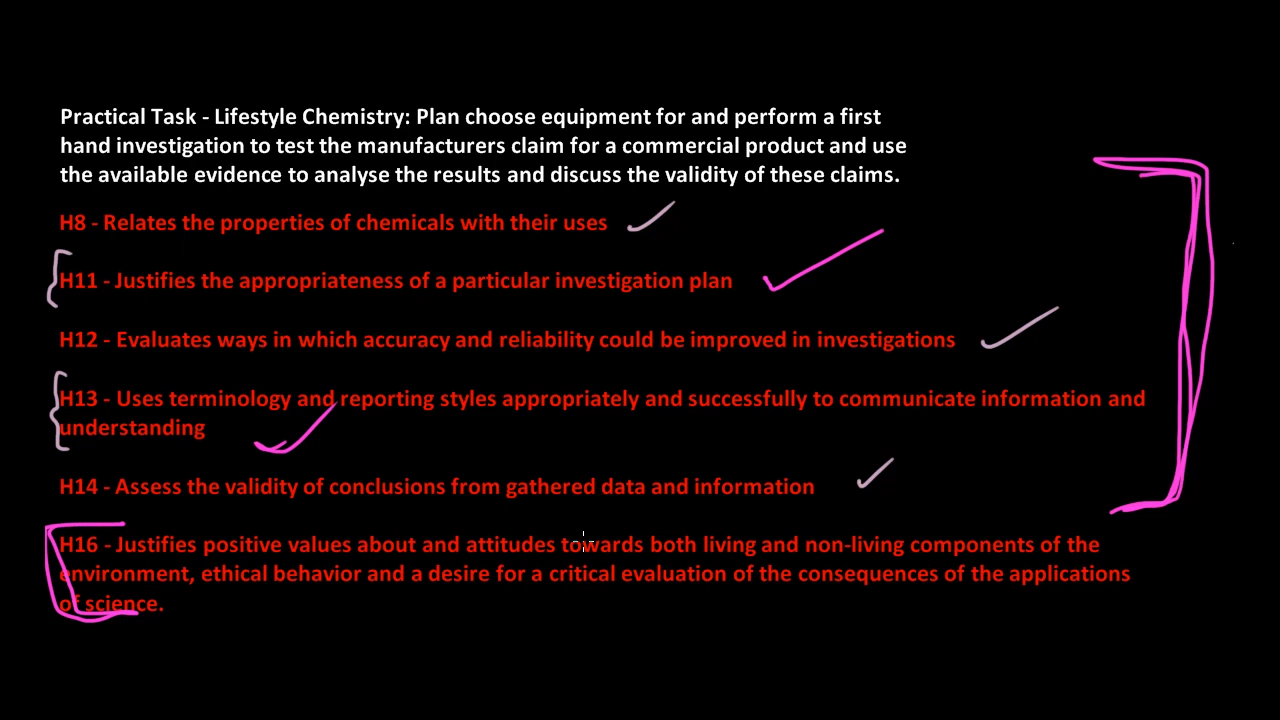 Practical Task - Lifestyle Chemistry: Plan choose equipment for and perform a first
hand investigation to test the manufacturers claim for a commercial product and use
the available evidence to analyse the results and discuss the validity of these claims.
H8 - Relates the properties of chemicals with their uses
H11 - Justifies the appropriateness of a particular investigation plan
H12 - Evaluates ways in which accuracy and reliability could be improved in investigations
H13 - Uses terminology and reporting styles appropriately and successfully to communicate information and
understanding
H14 - Assess the validity of conclusions from gathered data and information
H16 - Justifies positive values about and attitudes towards both living and non-living components of the
environment, ethical behavior and a desire for a critical evaluation of the consequences of the applications
of science.